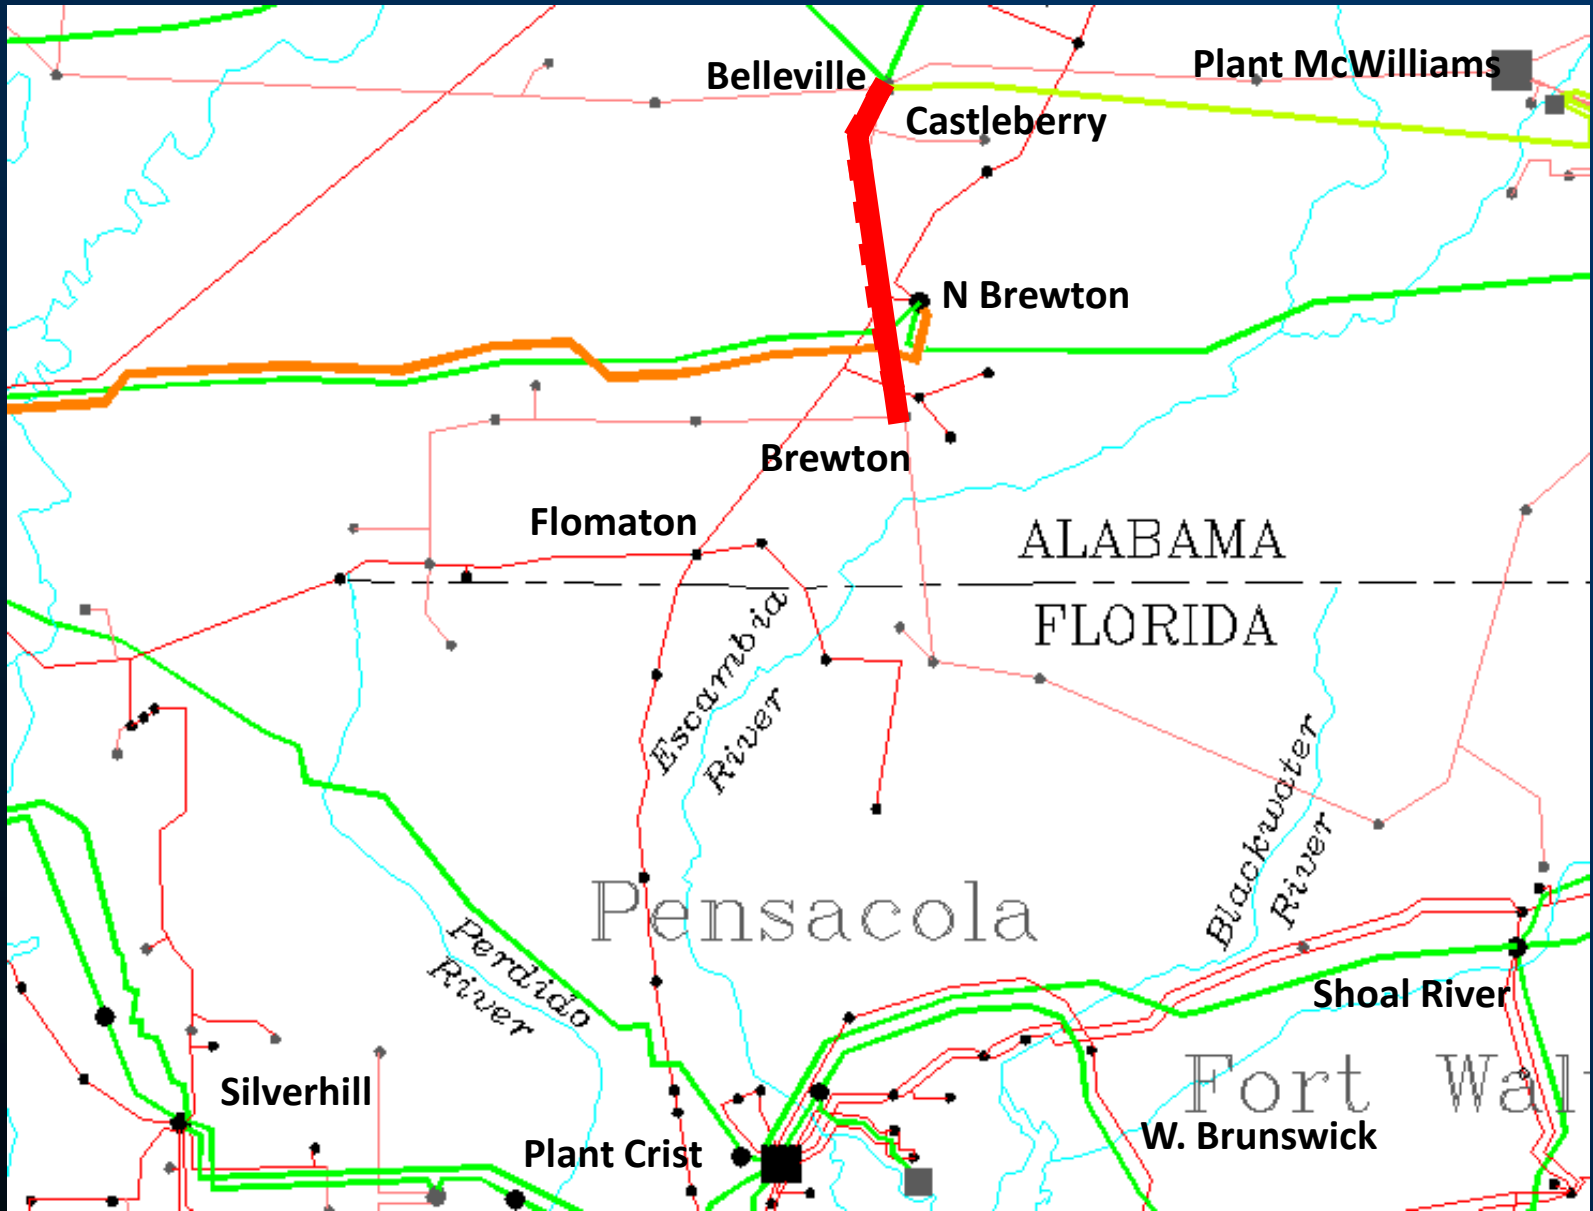 Plant McWilliams
Belleville
Castleberry
N Brewton
Brewton
Flomaton
ALABAMA
FLORIDA
Escambia
River
Blackwater
River
Pensacola
Perdido
River
Shoal River
Fort Wal
Silverhill
W. Brunswick
Plant Crist